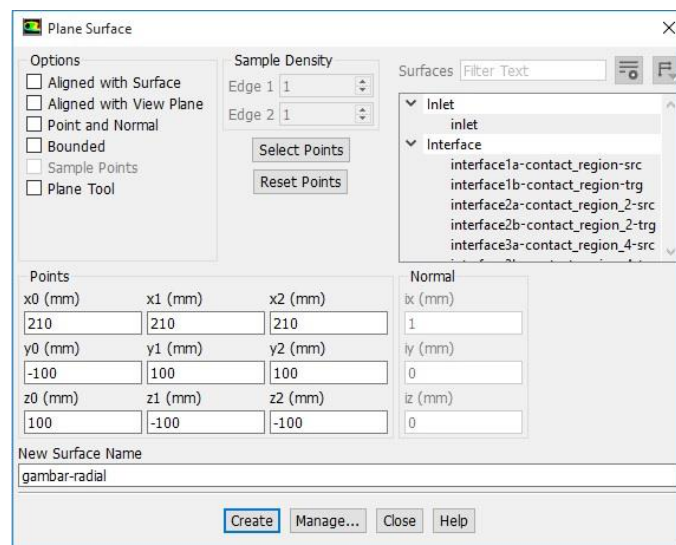 Plane Surface
Options
Aligned with Surface
Aligned with View Plane
Point and Normal
Bounded
Sample Points
Plane Tool
Sample Density
Edge 1 1
Edge 2 1
Select Points
Reset Points
Surfaces Filter Text
Inlet
inlet
Interface
interface1a-contact_region-src
interface1b-contact_region-trg
interface2a-contact_region_2-src
interface2b-contact_region_2-trg
interface3a-contact_region_4-src
Points
x0 (mm) x1 (mm) x2 (mm)
210 210 210
y0 (mm) y1 (mm) y2 (mm)
-100 100 100
z0 (mm) z1 (mm) z2 (mm)
100 -100 -100
Normal
ix (mm)
1
iy (mm)
0
iz (mm)
0
New Surface Name
gambar-radial
Create Manage... Close Help